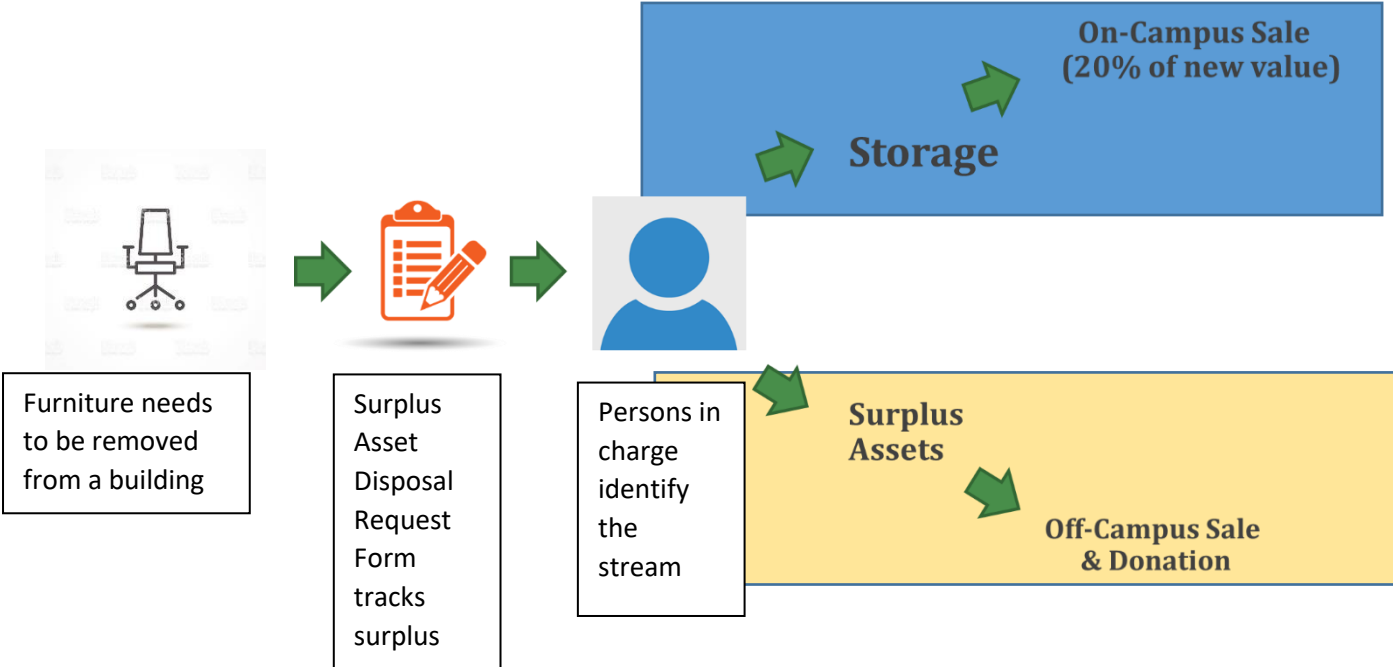 On-Campus Sale
(20% of new value)
Storage
Furniture needs
to be removed
from a building
Surplus
Asset
Disposal
Request
Form
tracks
surplus
Persons in
charge
identify
the
stream
Surplus
Assets
Off-Campus Sale
& Donation